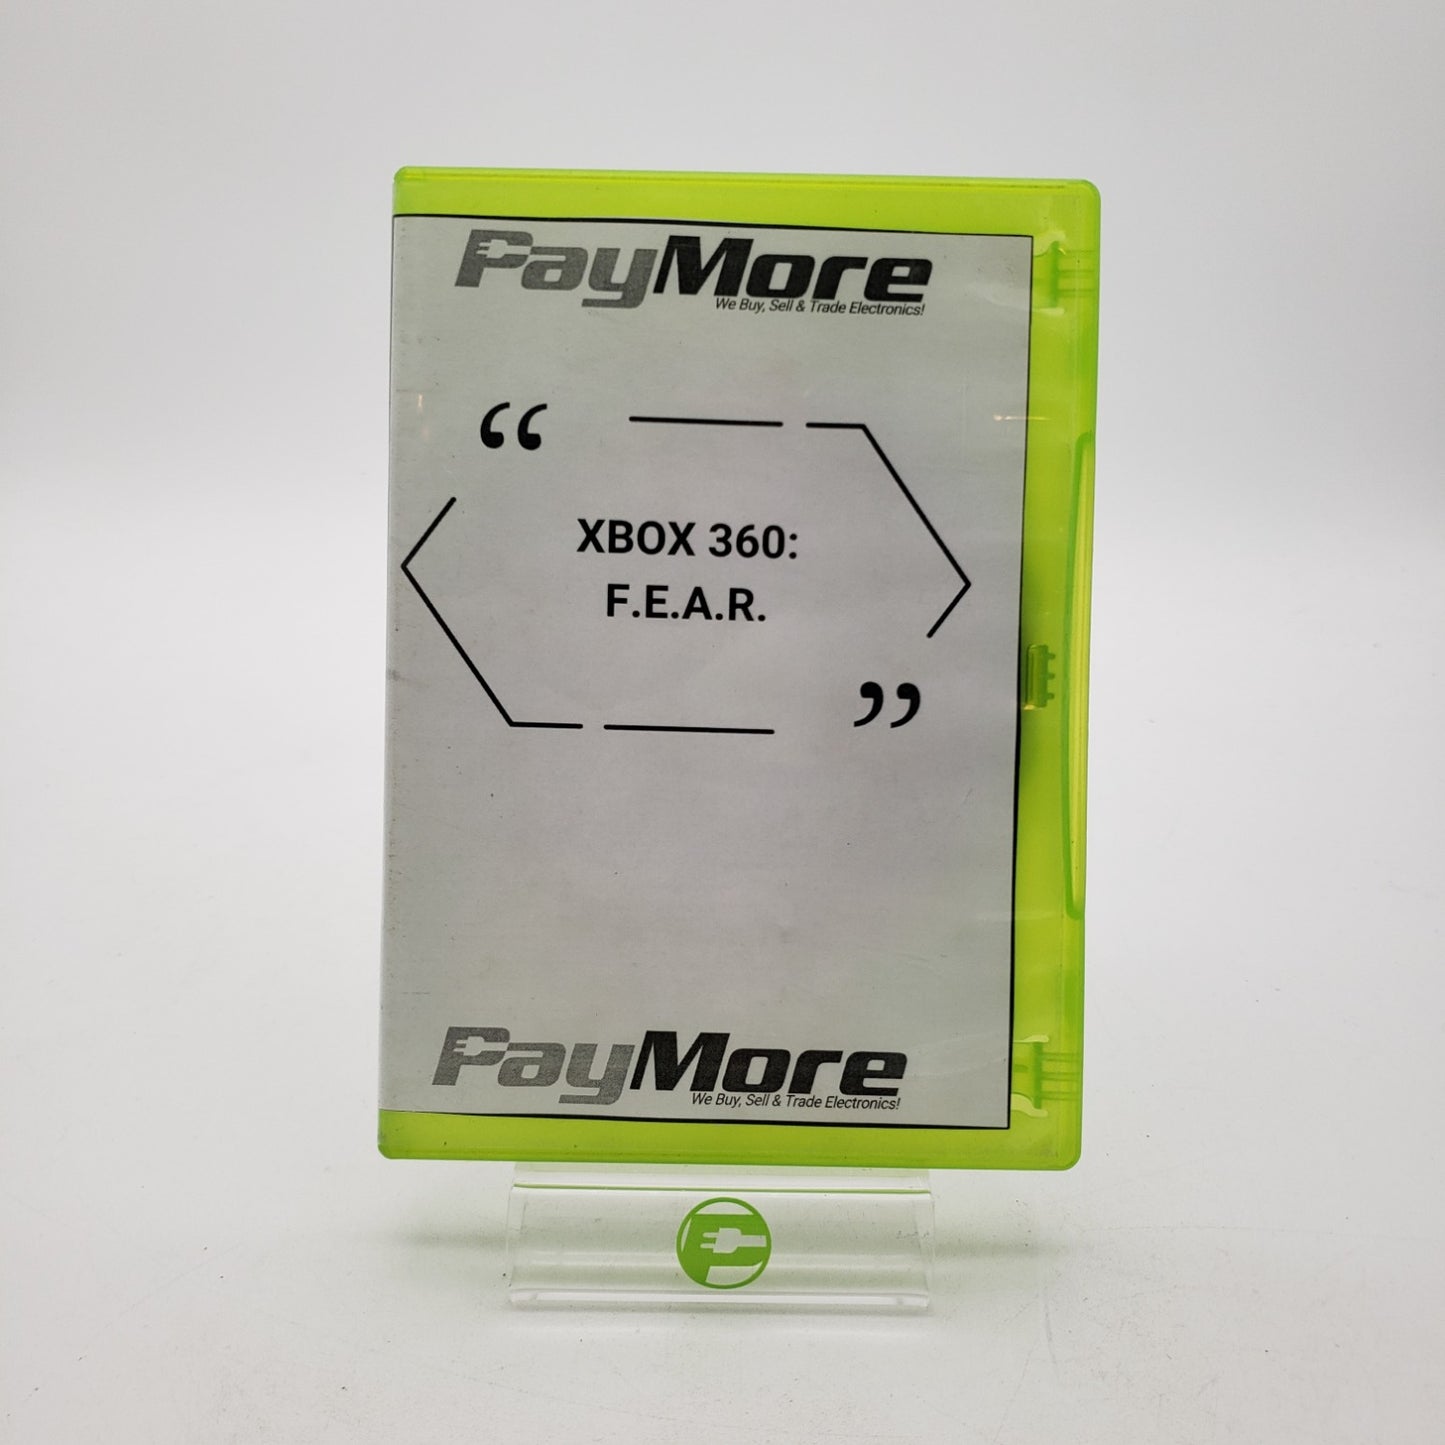 PayMore
We Buy, Sell & Trade Electronics!
“
XBOX 360:
F.E.A.R.
”
PayMore
We Buy, Sell & Trade Electronics!
P